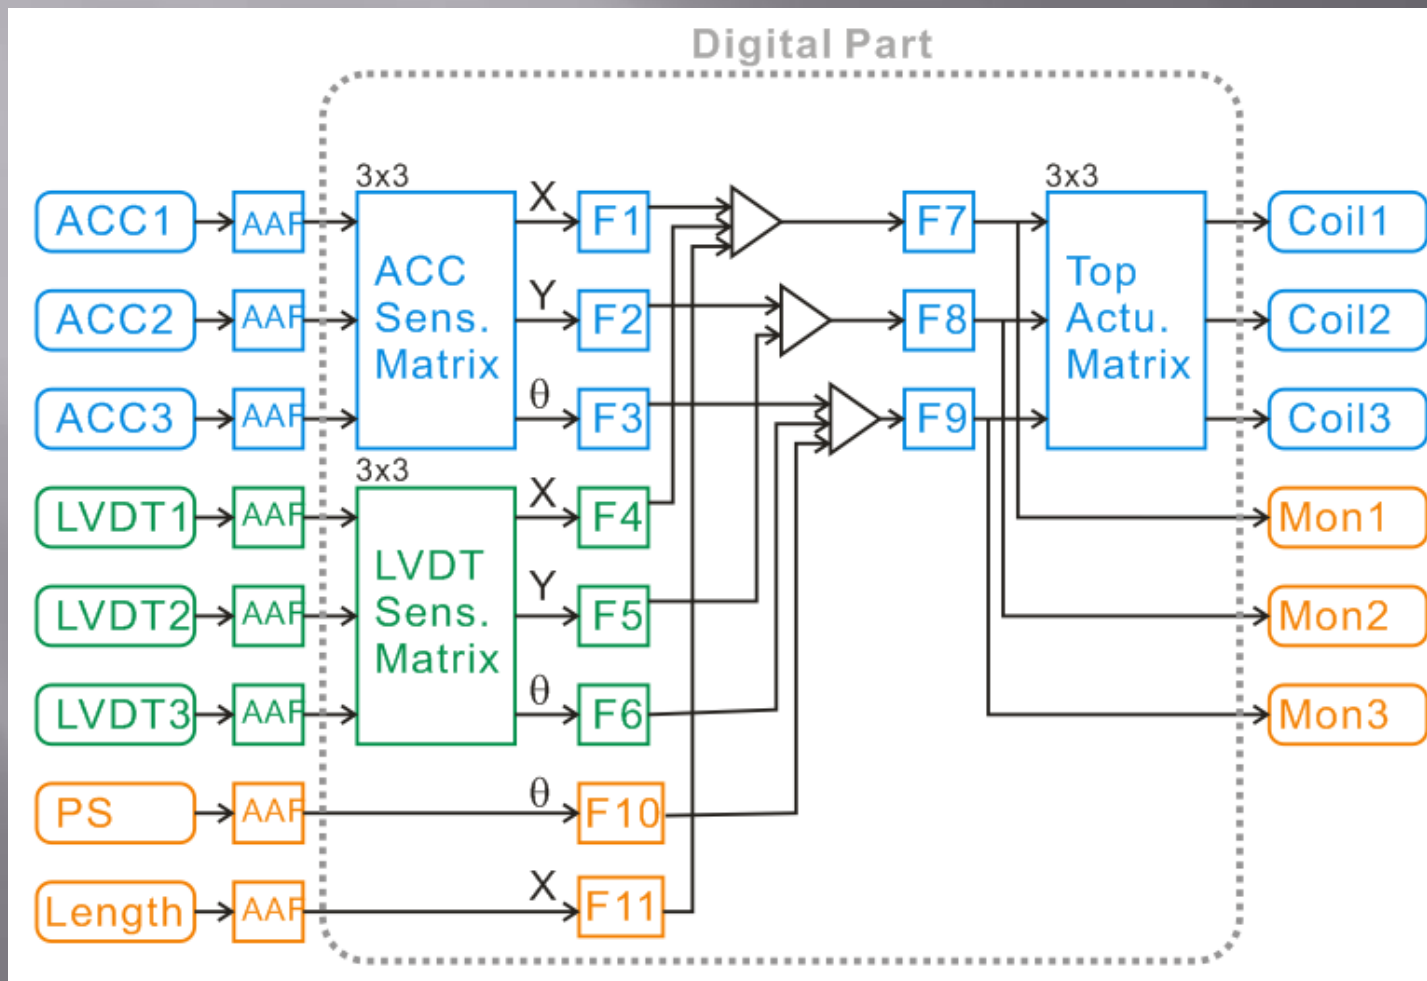 Digital Part
3x3
3x3
ACC1
AAF
X
F1
F7
Coil1
ACC
Sens.
Matrix
Top
Actu.
Matrix
ACC2
AAF
Y
F2
F8
Coil2
ACC3
AAF
θ
F3
F9
Coil3
3x3
LVDT1
AAF
X
F4
Mon1
LVDT
Sens.
Matrix
LVDT2
AAF
Y
F5
Mon2
LVDT3
AAF
θ
F6
Mon3
PS
AAF
θ
F10
Length
AAF
X
F11